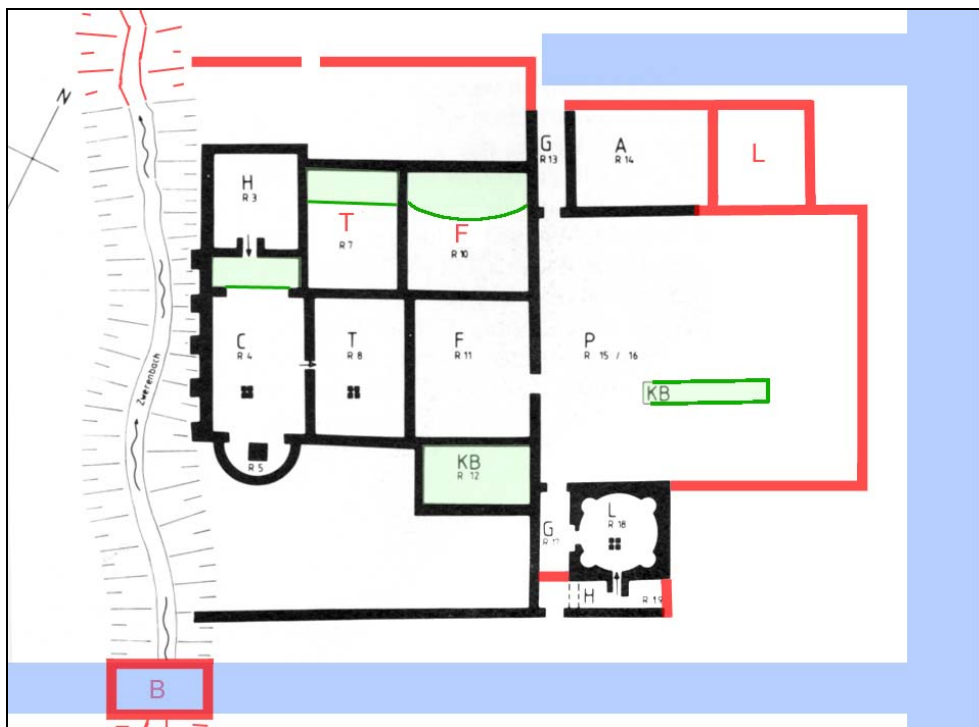 N
G
R 13
A
R 14
L
H
R 3
T
R 7
F
R 10
C
R 4
T
R 8
F
R 11
P
R 15 / 16
Zwerenbach
KB
R 5
KB
R 12
L
R 18
G
R 17
H
R 19
B